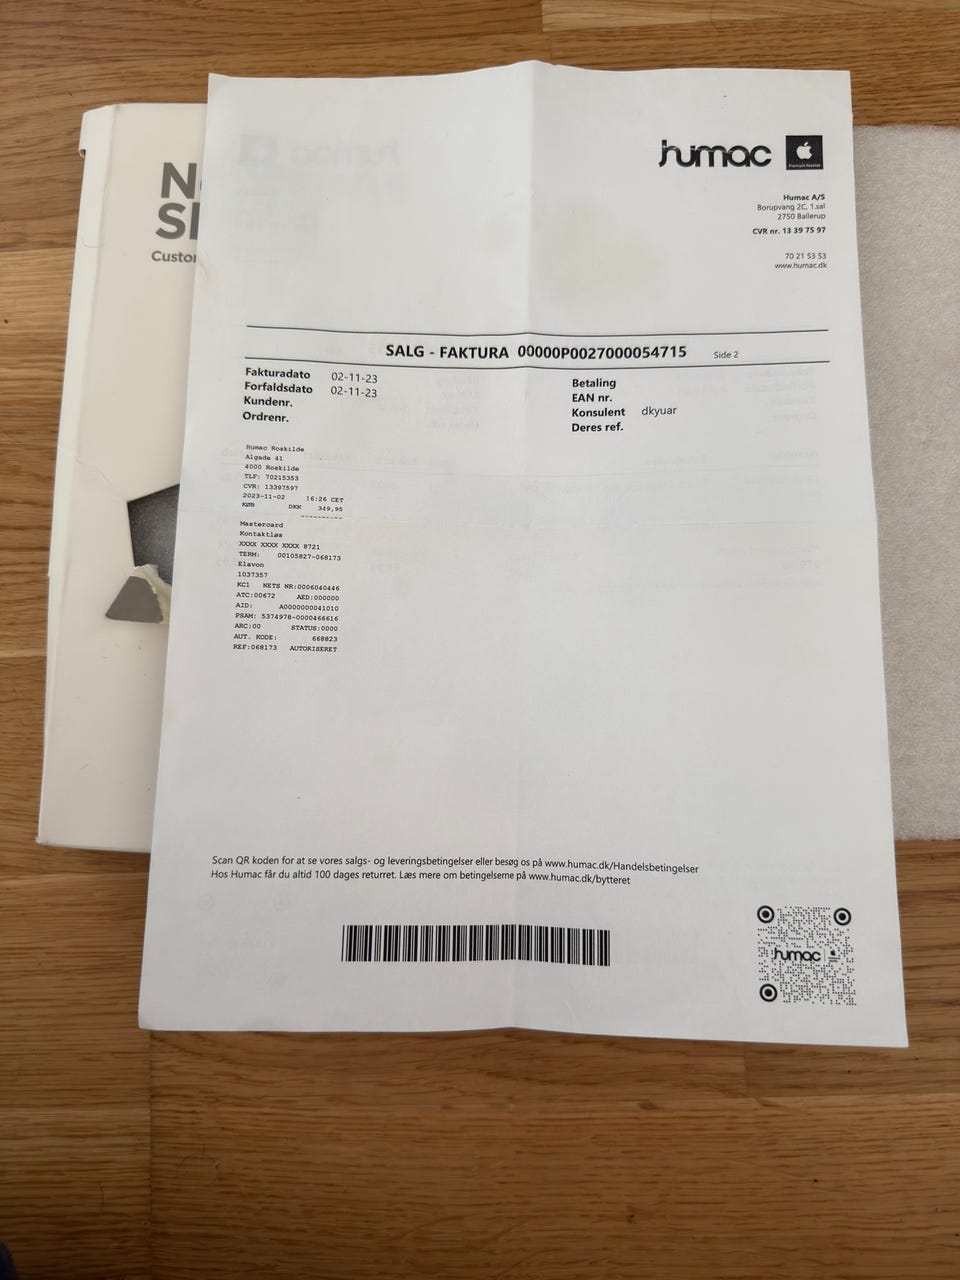 humac
Premium Reseller
Humac A/S
Borupvang 2C, 1.sal
2750 Ballerup
CVR nr. 13 39 75 97
70 21 53 53
www.humac.dk
SALG - FAKTURA 00000P0027000054715 Side 2
Fakturadato 02-11-23
Forfaldsdato 02-11-23
Kundenr.
Ordrenr.
Betaling
EAN nr.
Konsulent dkyuar
Deres ref.
Humac Roskilde
Algade 41
4000 Roskilde
TLF: 70215353
CVR: 13397597
2023-11-02 16:26 CET
KØB DKK 349,95
----------
Mastercard
Kontaktløs
XXXX XXXX XXXX 8721
TERM: 00105827-068173
Elavon
1037357
KC1 NETS NR:0006040446
ATC:00672 AED:000000
AID: A0000000041010
PSAM: 5374978-0000466616
ARC:00 STATUS:0000
AUT. KODE: 668823
REF:068173 AUTORISERET
Scan QR koden for at se vores salgs- og leveringsbetingelser eller besøg os på www.humac.dk/Handelsbetingelser
Hos Humac får du altid 100 dages returret. Læs mere om betingelserne på www.humac.dk/bytteret
humac